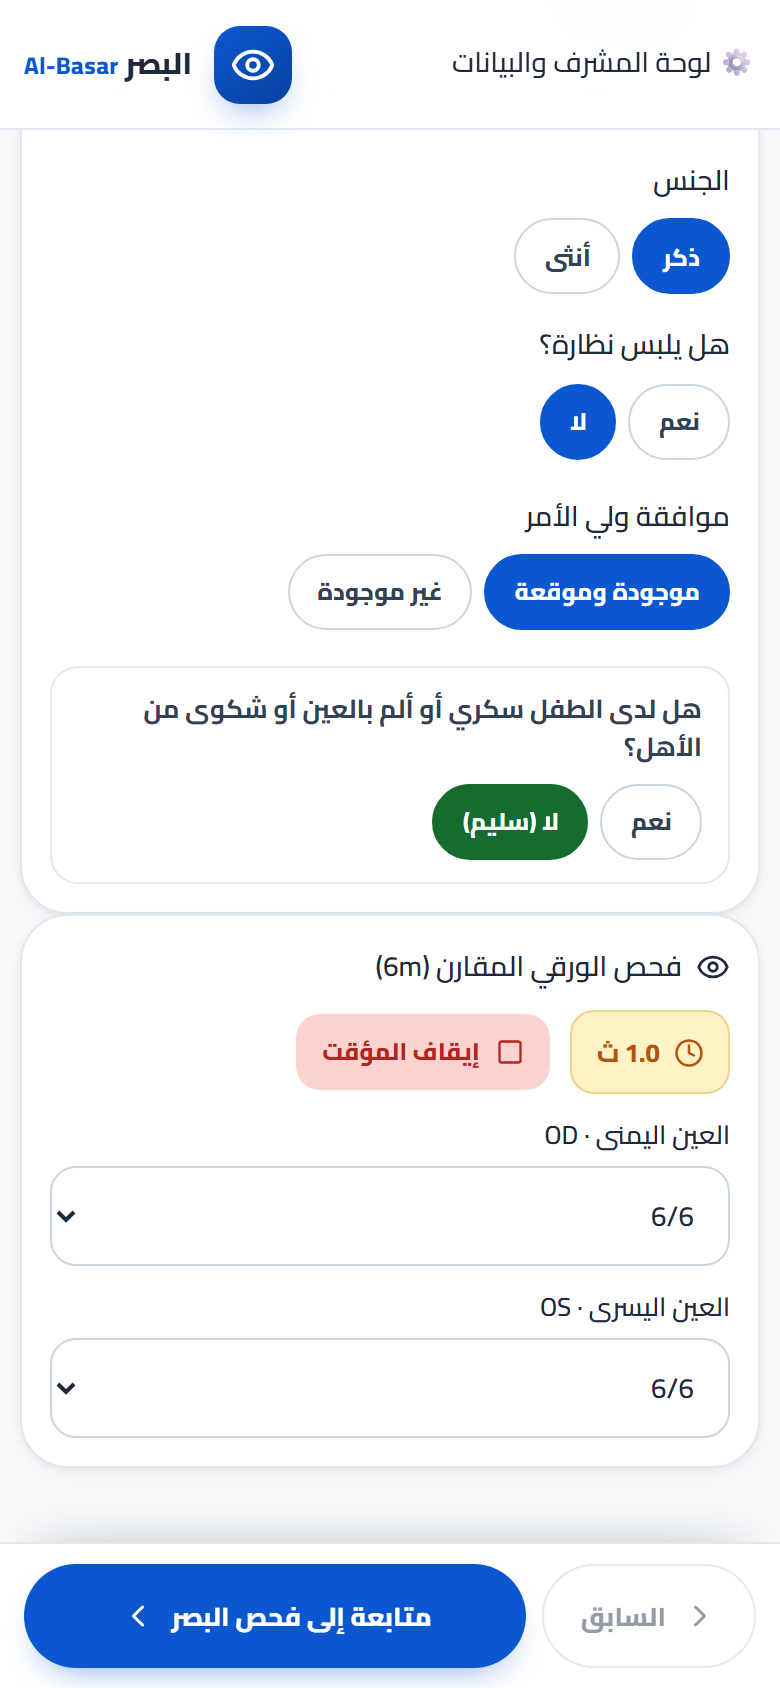 لوحة المشرف والبيانات
البصر Al-Basar
الجنس
ذكر
أنثى
هل يلبس نظارة؟
نعم
لا
موافقة ولي الأمر
موجودة وموقعة
غير موجودة
هل لدى الطفل سكري أو ألم بالعين أو شكوى من
الأهل؟
نعم
لا (سليم)
فحص الورقي المقارن (6m)
1.0 ث
إيقاف المؤقت
العين اليمنى · OD
6/6
العين اليسرى · OS
6/6
السابق
متابعة إلى فحص البصر